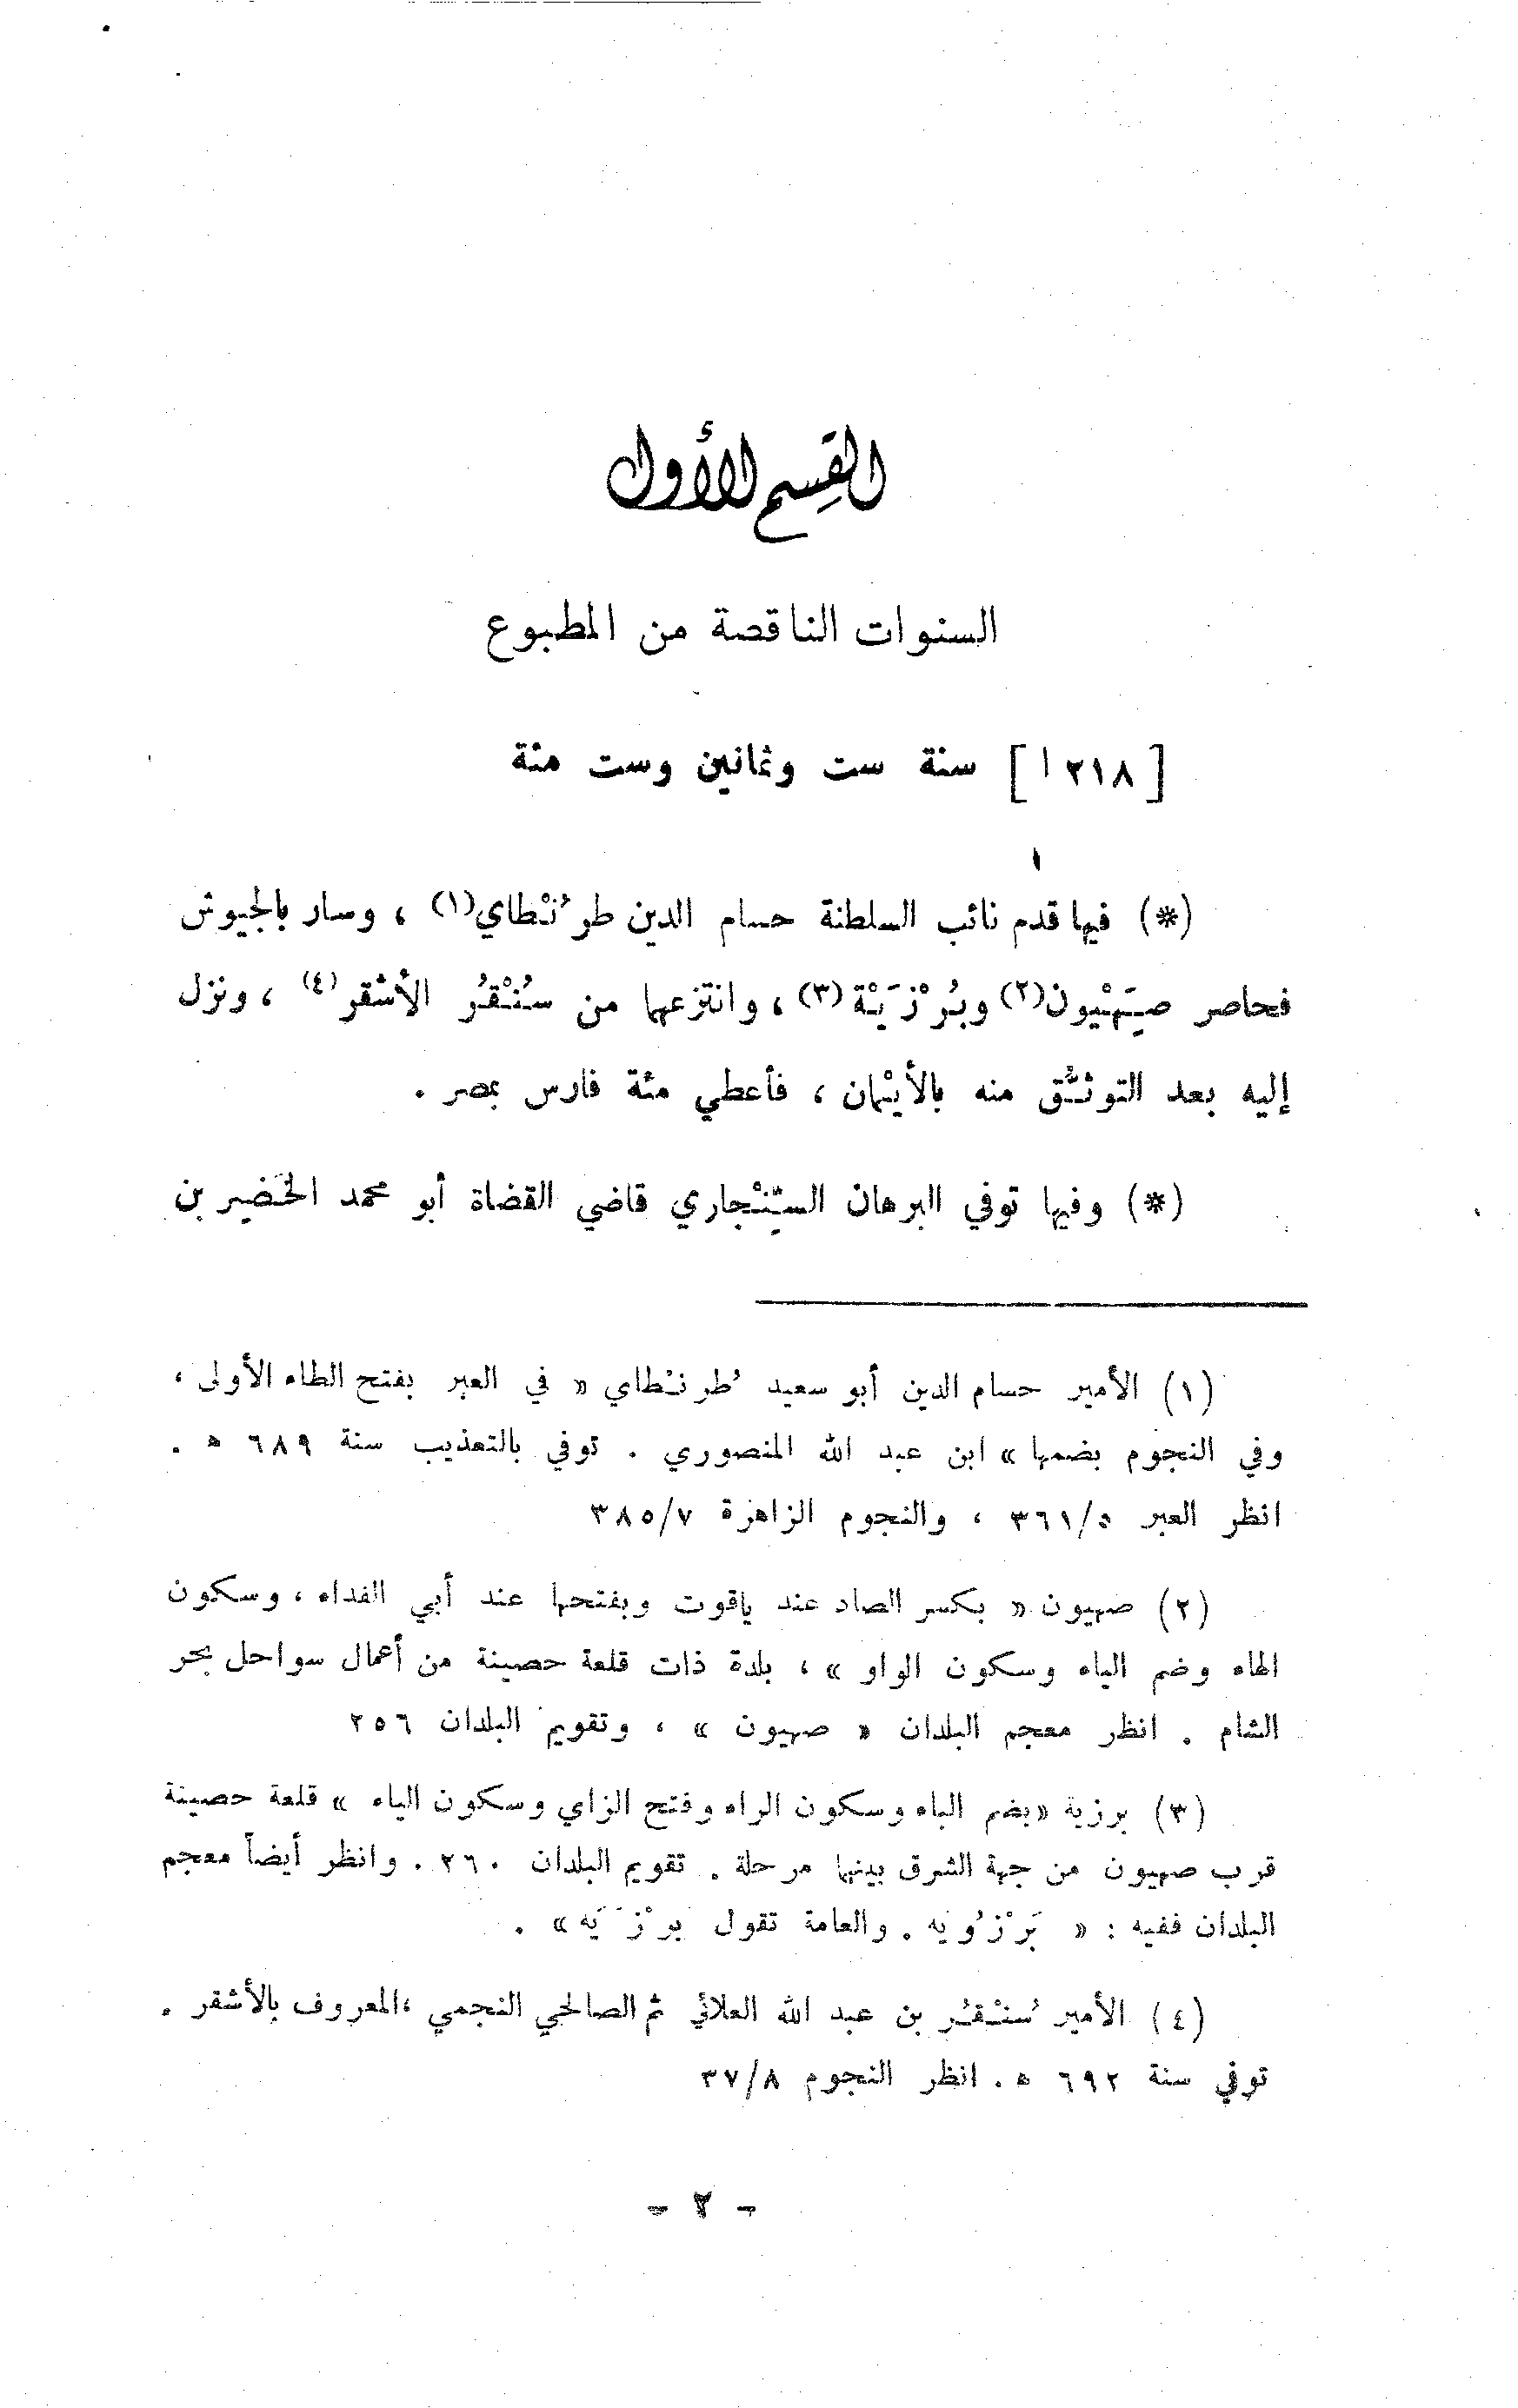 القسم الأول
السنوات الناقصة من المطبوع
[ ٢١٨ ا ] سنة ست وثمانين وست مئة
(*) فيها قدم نائب السلطنة حسام الدين طرُنْطاي(١) ، وسار بالجيوش
فحاصر صِهَيْون(٢) وبُرْزَيْة(٣) ، وانتزعها من سُنْقُر الأشقر(٤) ، ونزل
إليه بعد التوثُّق منه بالأيْمان ، فأعطي مئة فارس بمصر .
(*) وفيها توفي البرهان السِّنْجاري قاضي القضاة أبو محمد الخَضِر بن
(١) الأمير حسام الدين أبو سعيد طُرنْطاي « في العبر بفتح الطاء الأولى ،
وفي النجوم بضمها » ابن عبد الله المنصوري . توفي بالتعذيب سنة ٦٨٩ ه .
انظر العبر ٣٦١/٥ ، والنجوم الزاهرة ٣٨٥/٧
(٢) صهيون « بكسر الصاد عند ياقوت وبفتحها عند أبي الفداء ، وسكون
الهاء وضم الياء وسكون الواو » ، بلدة ذات قلعة حصينة من أعمال سواحل بحر
الشام . انظر معجم البلدان « صهيون » ، وتقويم البلدان ٢٥٦
(٣) برزية « بضم الباء وسكون الراء وفتح الزاي وسكون الياء » قلعة حصينة
قرب صهيون من جهة الشرق بينها مرحلة . تقويم البلدان ٢٦٠ . وانظر أيضاً معجم
البلدان ففيه : « بَرْزُويه . والعامة تقول برْزَيَه » .
(٤) الأمير سُنْقُر بن عبد الله العلائي ثم الصالحي النجمي ،المعروف بالأشقر .
توفي سنة ٦٩٢ ه . انظر النجوم ٣٧/٨
- ٢ -